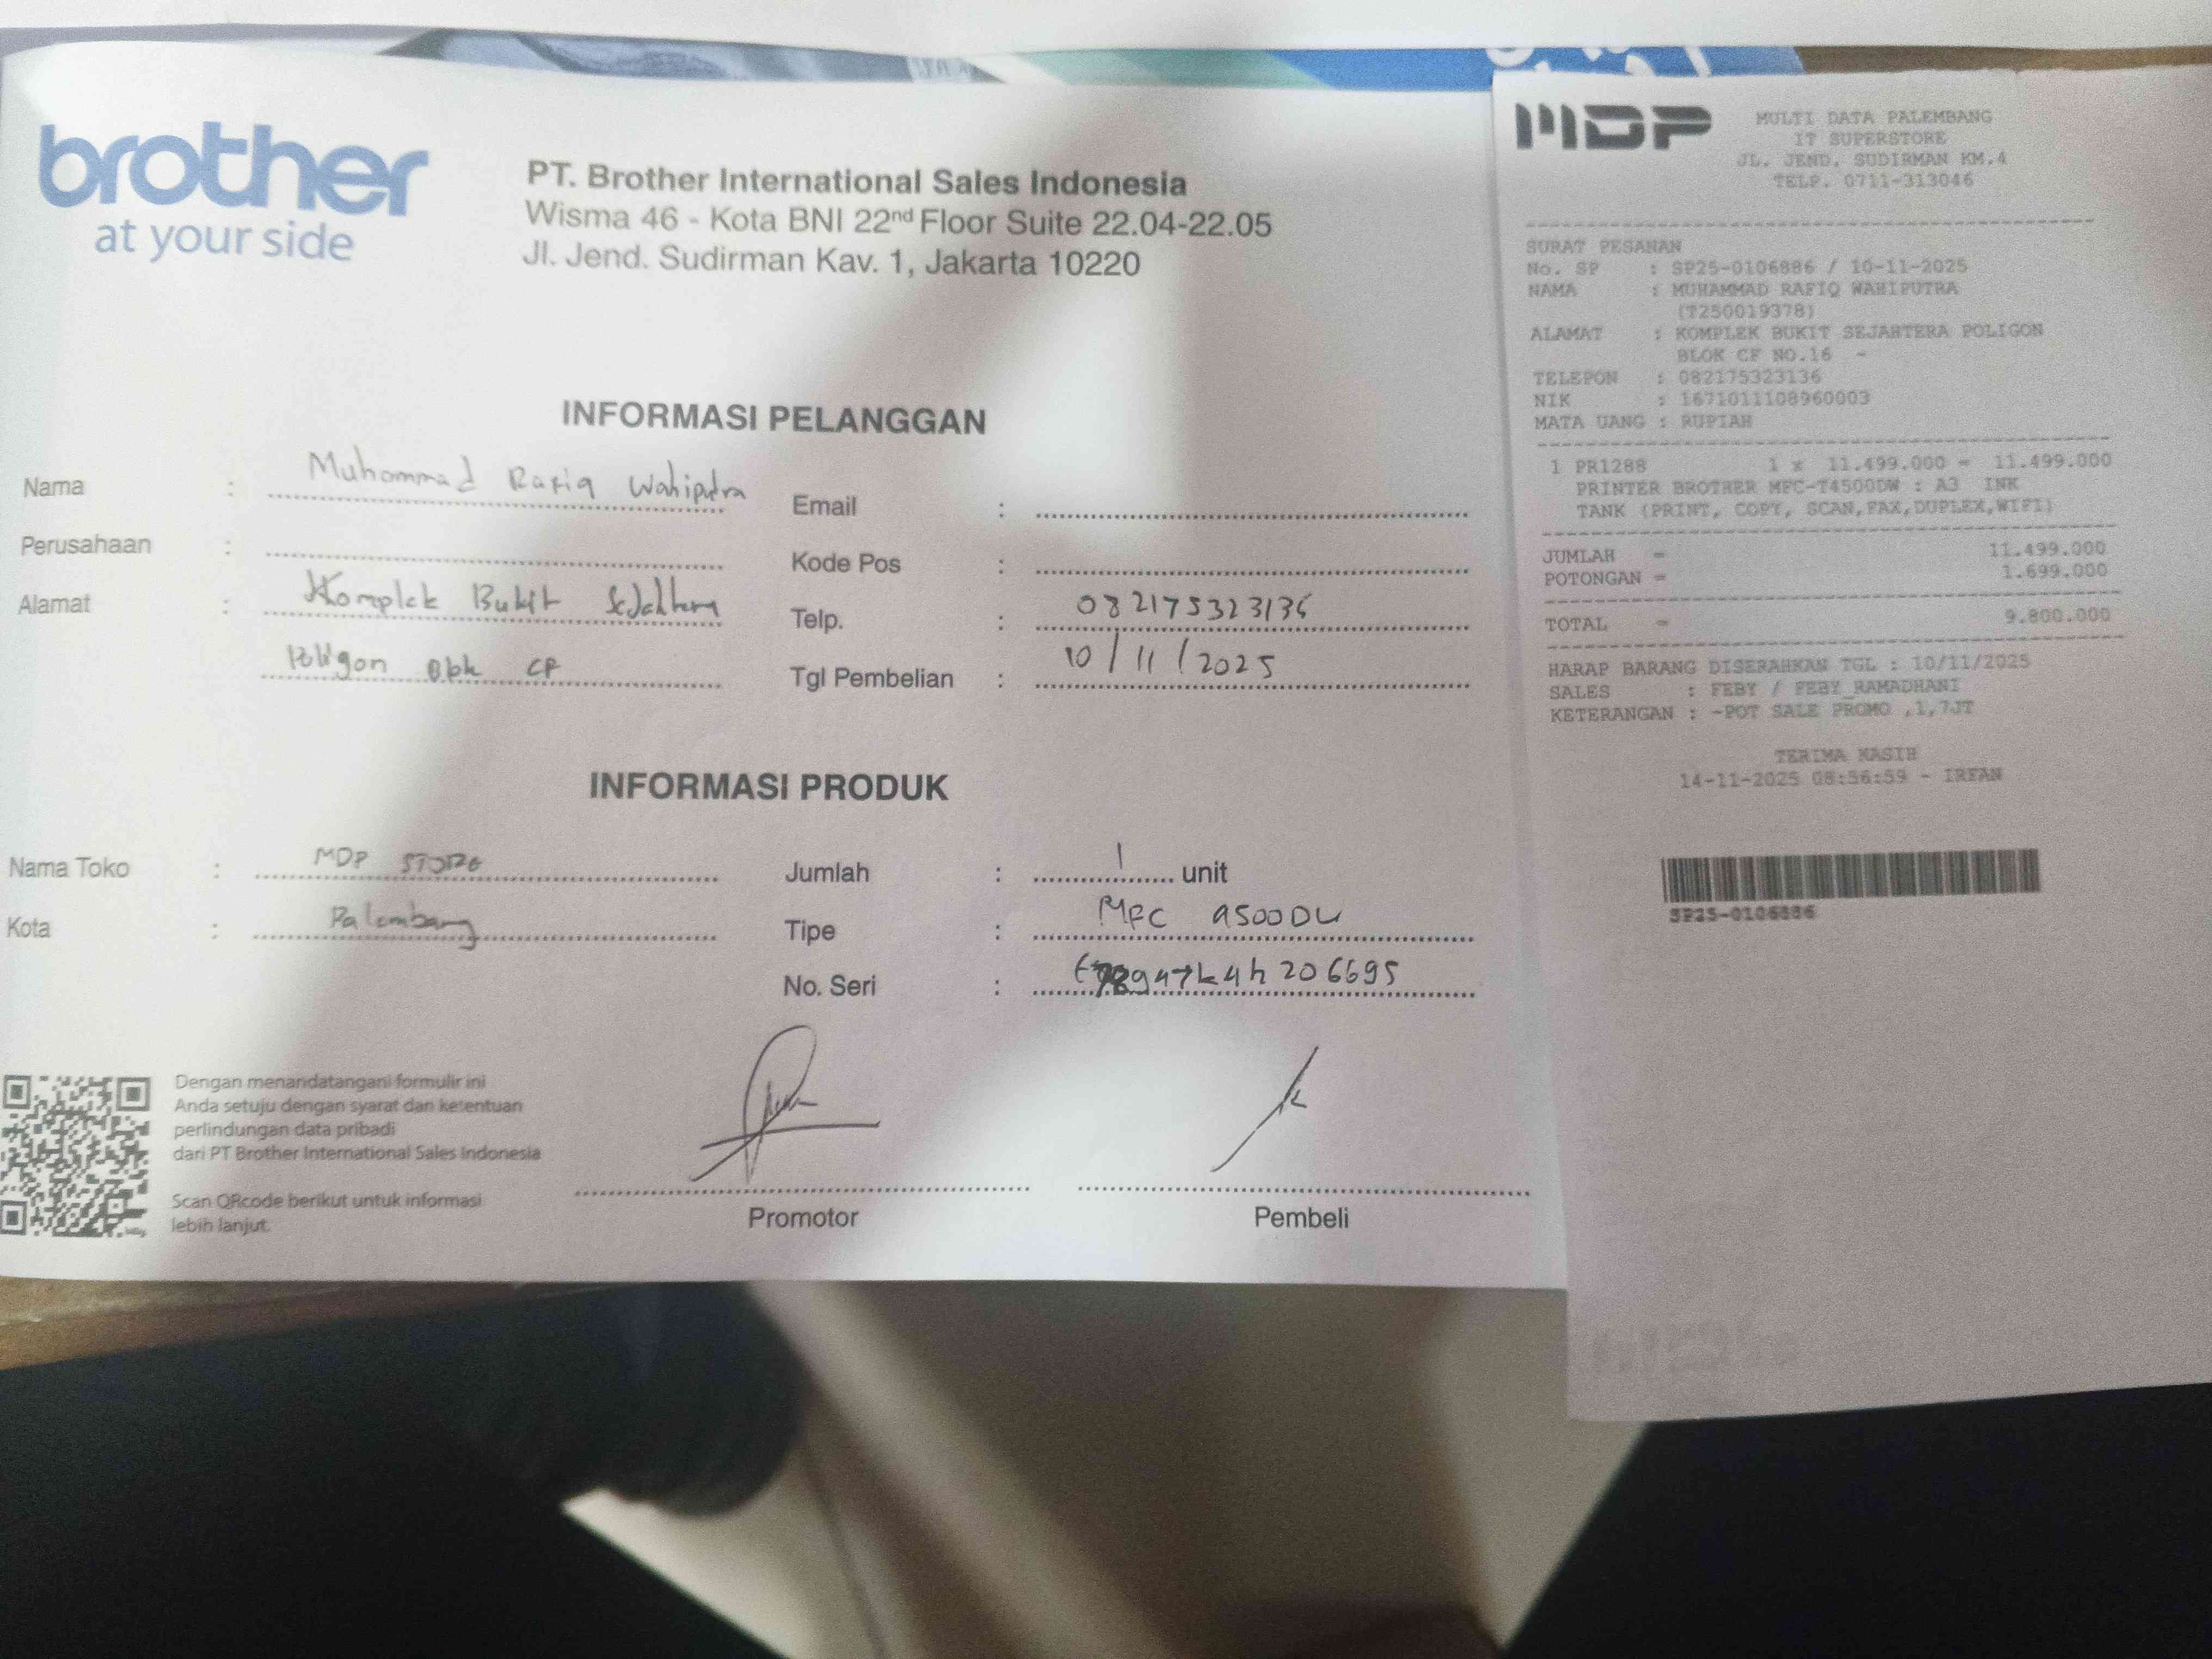 brother
at your side
PT. Brother International Sales Indonesia
Wisma 46 - Kota BNI 22nd Floor Suite 22.04-22.05
Jl. Jend. Sudirman Kav. 1, Jakarta 10220
INFORMASI PELANGGAN
Nama : Muhammad Rafiq Wahiputra
Perusahaan :
Alamat : Komplek Bukit Sejahtera
Poligon Blok CF
Email :
Kode Pos :
Telp. : 082175323136
Tgl Pembelian : 10/11/2025
INFORMASI PRODUK
Nama Toko : MDP STORE
Kota : Palembang
Jumlah : 1 unit
Tipe : MFC 4500DW
No. Seri :
Dengan menandatangani formulir ini
Anda setuju dengan syarat dan ketentuan
perlindungan data pribadi
dari PT Brother International Sales Indonesia
Scan QRcode berikut untuk informasi
lebih lanjut.
Promotor
Pembeli
MDP
MULTI DATA PALEMBANG
IT SUPERSTORE
JL. JEND. SUDIRMAN KM.4
TELP. 0711-313046
SURAT PESANAN
No. SP : SP25-0106886 / 10-11-2025
NAMA : MUHAMMAD RAFIQ WAHIPUTRA
(T250019378)
ALAMAT : KOMPLEK BUKIT SEJAHTERA POLIGON
BLOK CF NO.16 -
TELEPON : 082175323136
NIK : 1671011108960003
MATA UANG : RUPIAH
1 PR1288 1 x 11.499.000 = 11.499.000
PRINTER BROTHER MFC-T4500DW : A3 INK
TANK (PRINT, COPY, SCAN,FAX,DUPLEX,WIFI)
JUMLAH = 11.499.000
POTONGAN = 1.699.000
TOTAL = 9.800.000
HARAP BARANG DISERAHKAN TGL : 10/11/2025
SALES : FEBY / FEBY_RAMADHANI
KETERANGAN : -POT SALE PROMO ,1,7JT
TERIMA KASIH
14-11-2025 08:56:59 - IRFAN
SP25-0106886